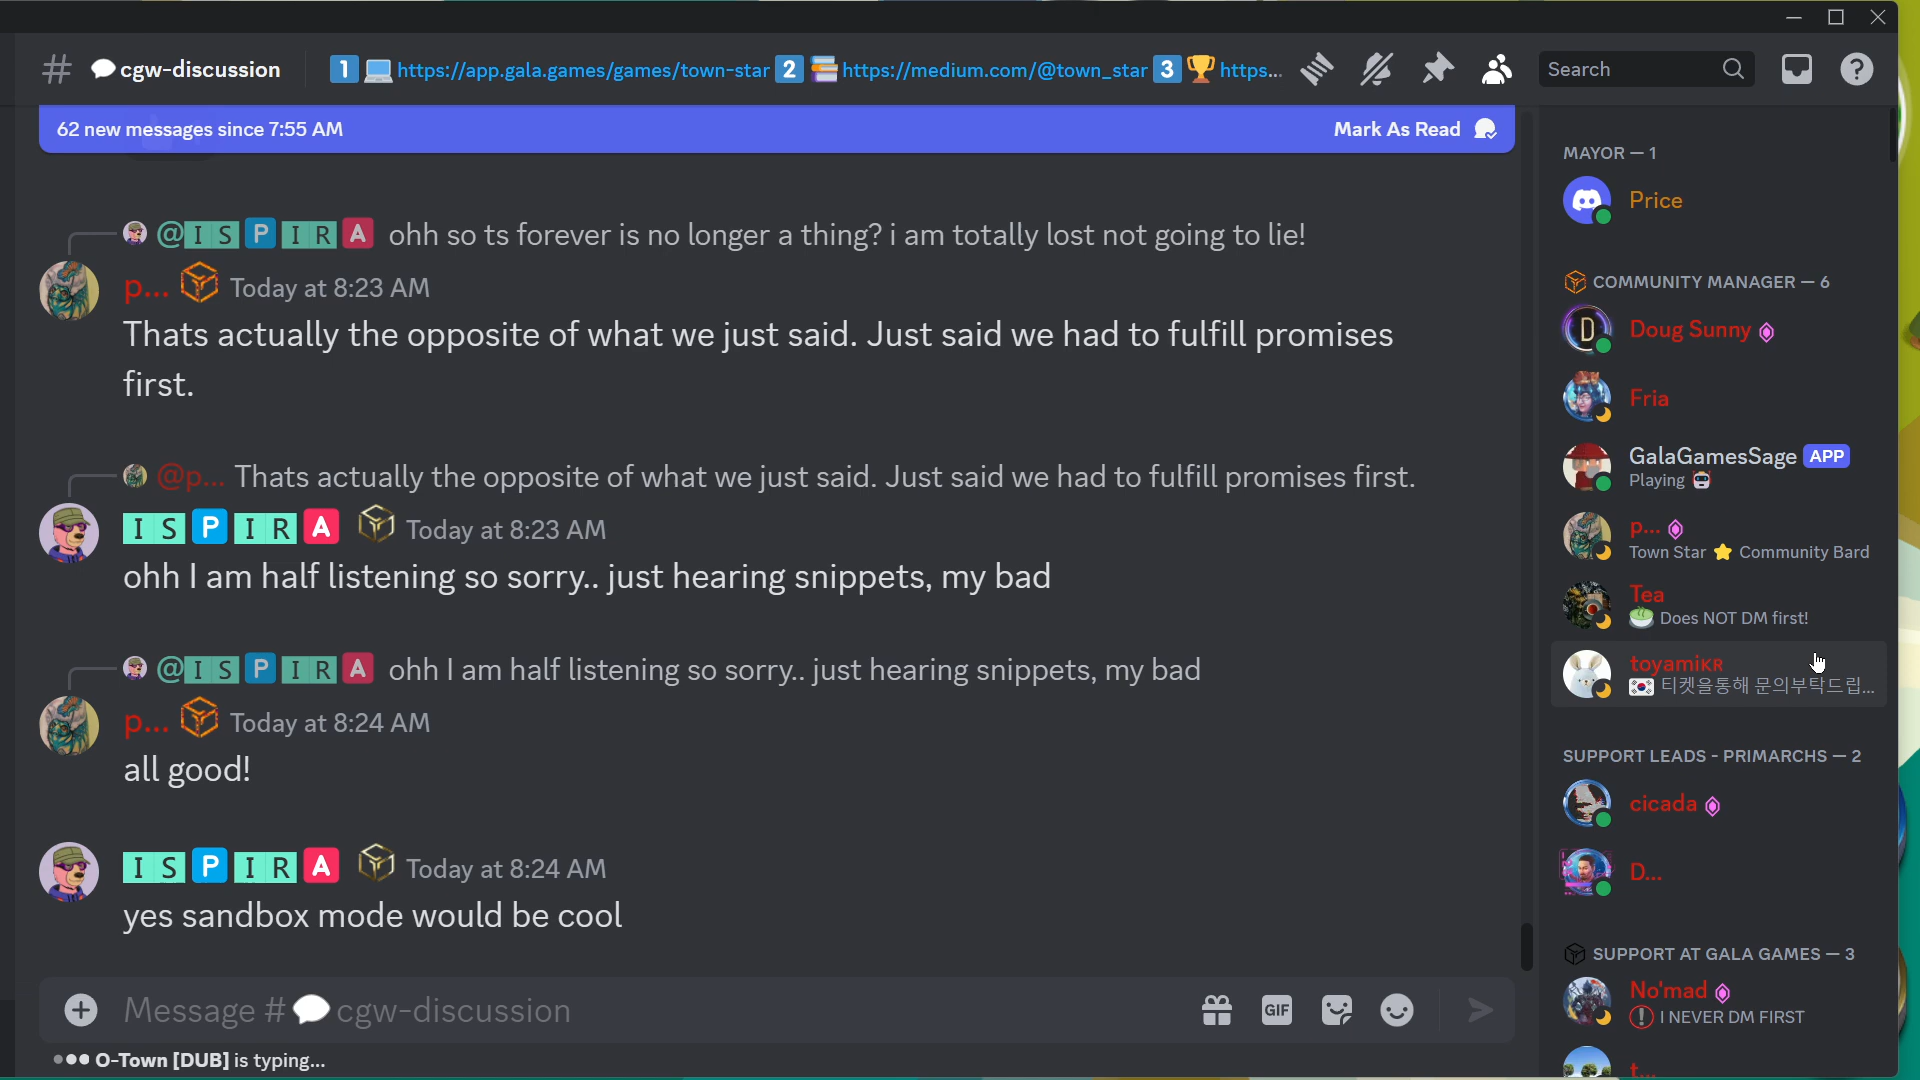 cgw-discussion
1 💻 https://app.gala.games/games/town-star 2 📚 https://medium.com/@town_star 3 🏆 https...
Search
62 new messages since 7:55 AM
Mark As Read
@ISPIRA ohh so ts forever is no longer a thing? i am totally lost not going to lie!
p... Today at 8:23 AM
Thats actually the opposite of what we just said. Just said we had to fulfill promises
first.
@p... Thats actually the opposite of what we just said. Just said we had to fulfill promises first.
ISPIRA Today at 8:23 AM
ohh I am half listening so sorry.. just hearing snippets, my bad
@ISPIRA ohh I am half listening so sorry.. just hearing snippets, my bad
p... Today at 8:24 AM
all good!
ISPIRA Today at 8:24 AM
yes sandbox mode would be cool
Message #💬cgw-discussion
GIF
O-Town [DUB] is typing...
MAYOR — 1
Price
COMMUNITY MANAGER — 6
D
Doug Sunny
Fria
GalaGamesSage APP
Playing
p...
Town Star ⭐ Community Bard
Tea
🍵 Does NOT DM first!
toyamiKR
🇰🇷 티켓을통해 문의부탁드립...
SUPPORT LEADS - PRIMARCHS — 2
cicada
D...
SUPPORT AT GALA GAMES — 3
No'mad
I NEVER DM FIRST
t...